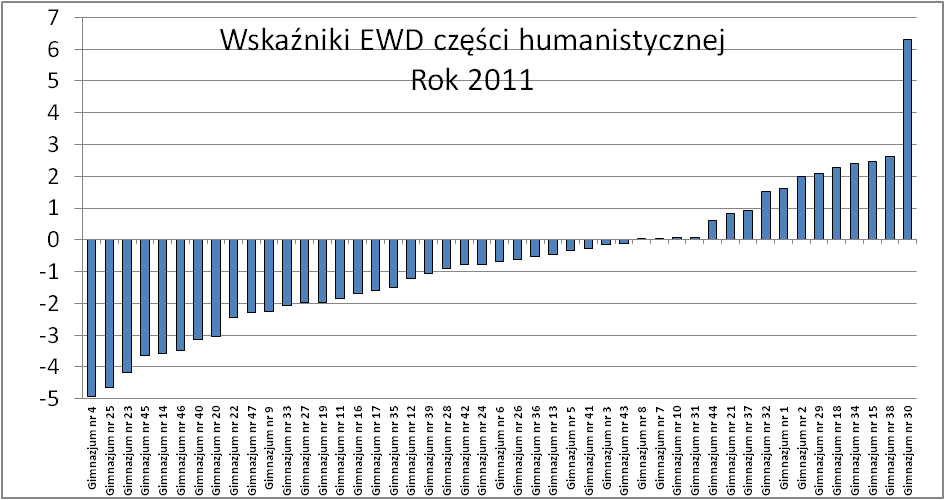 Wskaźniki EWD części humanistycznej
Rok 2011
7
6
5
4
3
2
1
0
-1
-2
-3
-4
-5
Gimnazjum nr 4
Gimnazjum nr 25
Gimnazjum nr 23
Gimnazjum nr 45
Gimnazjum nr 14
Gimnazjum nr 46
Gimnazjum nr 40
Gimnazjum nr 20
Gimnazjum nr 22
Gimnazjum nr 47
Gimnazjum nr 9
Gimnazjum nr 33
Gimnazjum nr 27
Gimnazjum nr 19
Gimnazjum nr 11
Gimnazjum nr 16
Gimnazjum nr 17
Gimnazjum nr 35
Gimnazjum nr 12
Gimnazjum nr 39
Gimnazjum nr 28
Gimnazjum nr 42
Gimnazjum nr 24
Gimnazjum nr 6
Gimnazjum nr 26
Gimnazjum nr 36
Gimnazjum nr 13
Gimnazjum nr 5
Gimnazjum nr 41
Gimnazjum nr 3
Gimnazjum nr 43
Gimnazjum nr 8
Gimnazjum nr 7
Gimnazjum nr 10
Gimnazjum nr 31
Gimnazjum nr 44
Gimnazjum nr 21
Gimnazjum nr 37
Gimnazjum nr 32
Gimnazjum nr 1
Gimnazjum nr 2
Gimnazjum nr 29
Gimnazjum nr 18
Gimnazjum nr 34
Gimnazjum nr 15
Gimnazjum nr 38
Gimnazjum nr 30